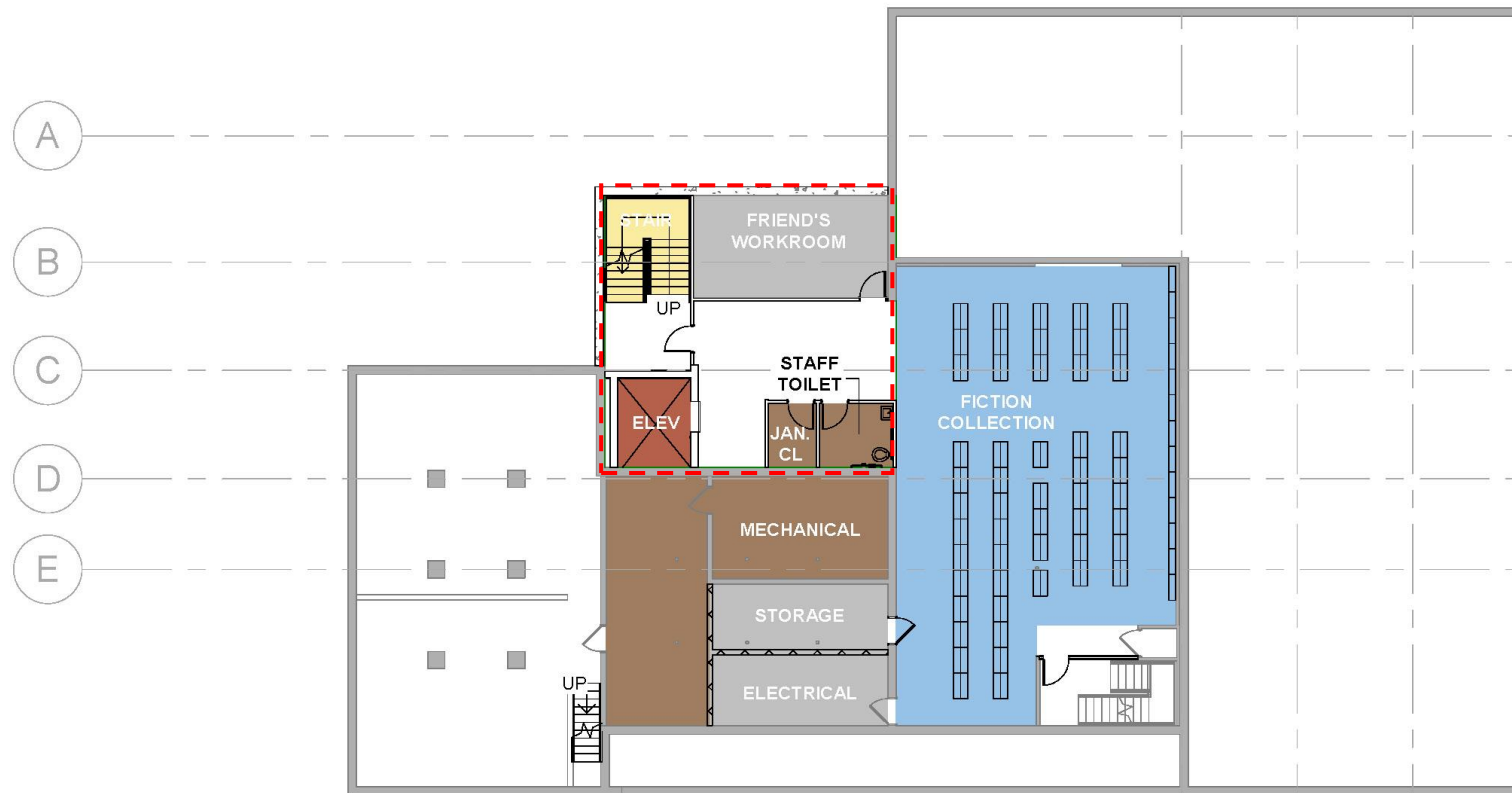 A
B
C
D
E
STAIR
FRIEND'S
WORKROOM
UP
STAFF
TOILET
ELEV
JAN.
CL
FICTION
COLLECTION
MECHANICAL
STORAGE
UP
ELECTRICAL